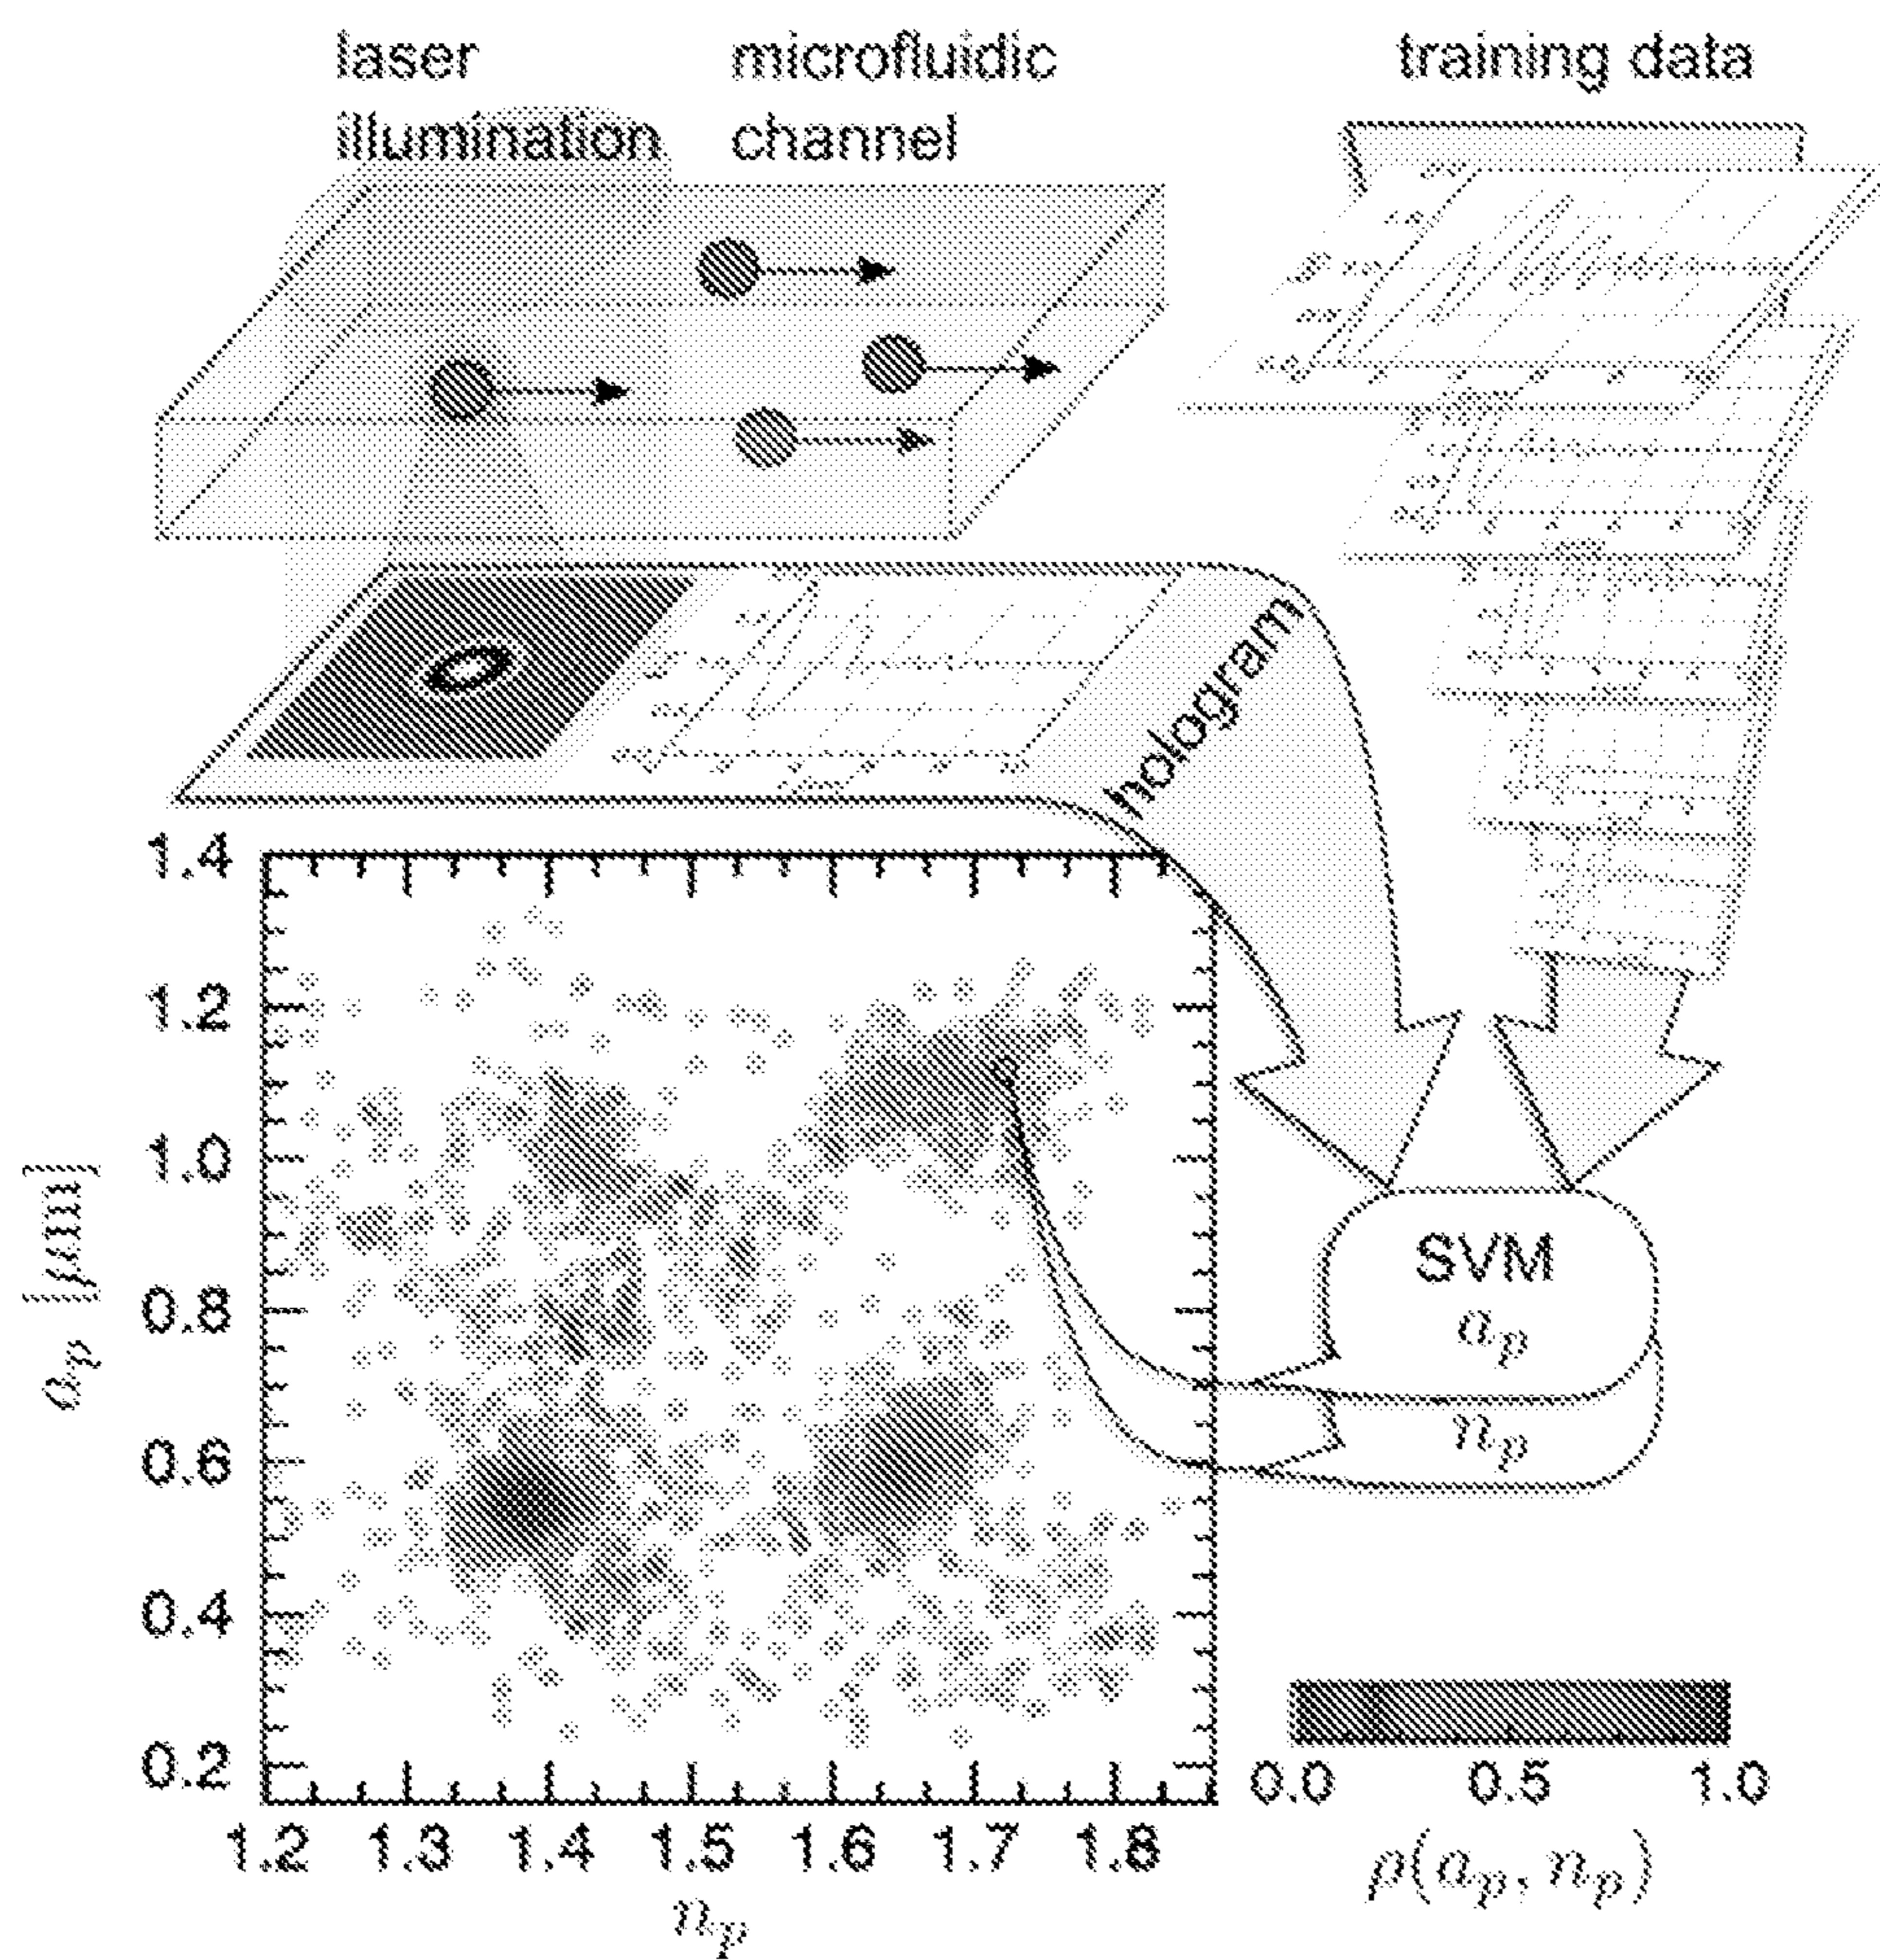 laser
illumination
microfluidic
channel
training data
hologram
1.4
1.2
1.0
0.8
0.6
0.4
0.2
a_p [μm]
1.2 1.3 1.4 1.5 1.6 1.7 1.8
n_p
SVM
a_p
n_p
0.0 0.5 1.0
ρ(a_p, n_p)